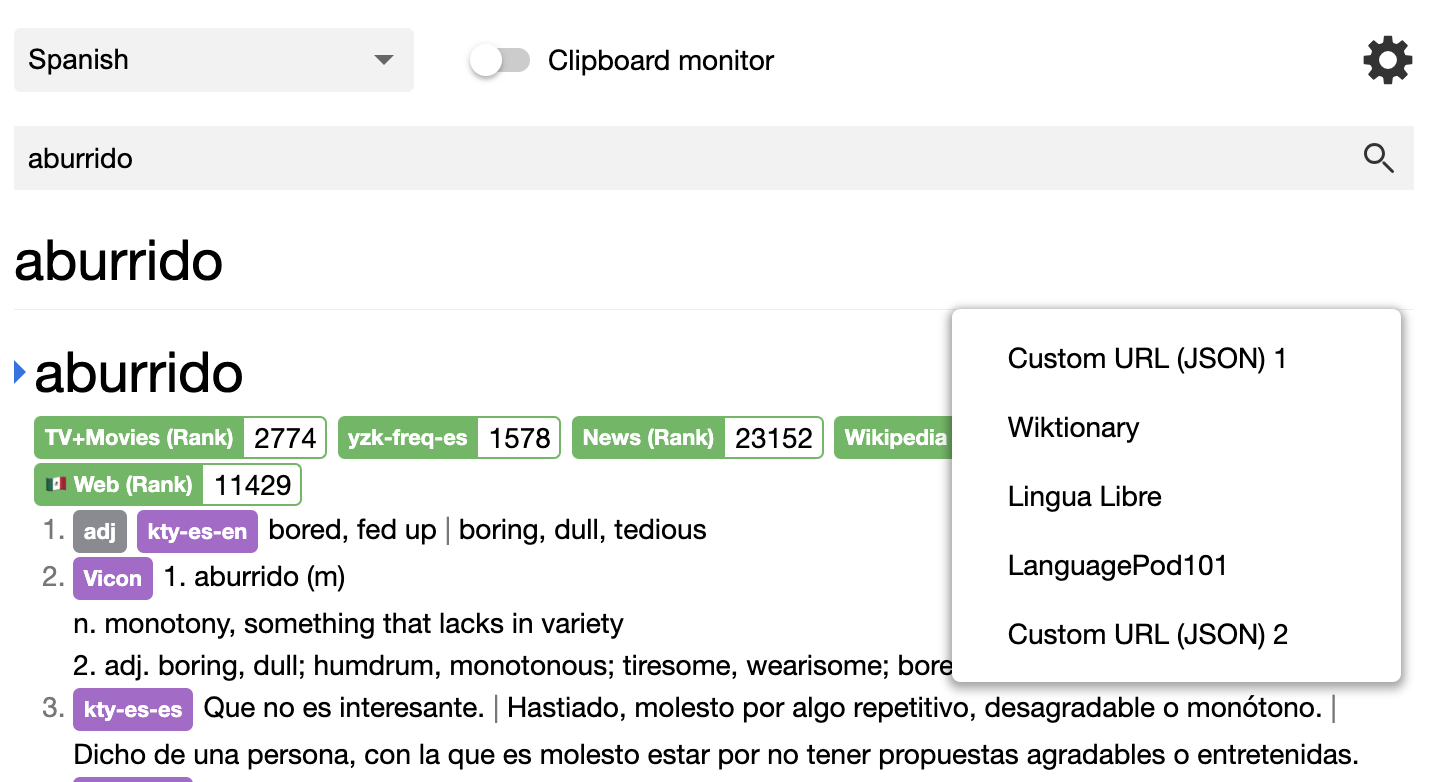 Spanish
Clipboard monitor
aburrido
aburrido
aburrido
TV+Movies (Rank) 2774 yzk-freq-es 1578 News (Rank) 23152 Wikipedia
🇲🇽 Web (Rank) 11429
1. adj kty-es-en bored, fed up | boring, dull, tedious
2. Vicon 1. aburrido (m)
n. monotony, something that lacks in variety
2. adj. boring, dull; humdrum, monotonous; tiresome, wearisome; bore
3. kty-es-es Que no es interesante. | Hastiado, molesto por algo repetitivo, desagradable o monótono. |
Dicho de una persona, con la que es molesto estar por no tener propuestas agradables o entretenidas.
Custom URL (JSON) 1
Wiktionary
Lingua Libre
LanguagePod101
Custom URL (JSON) 2